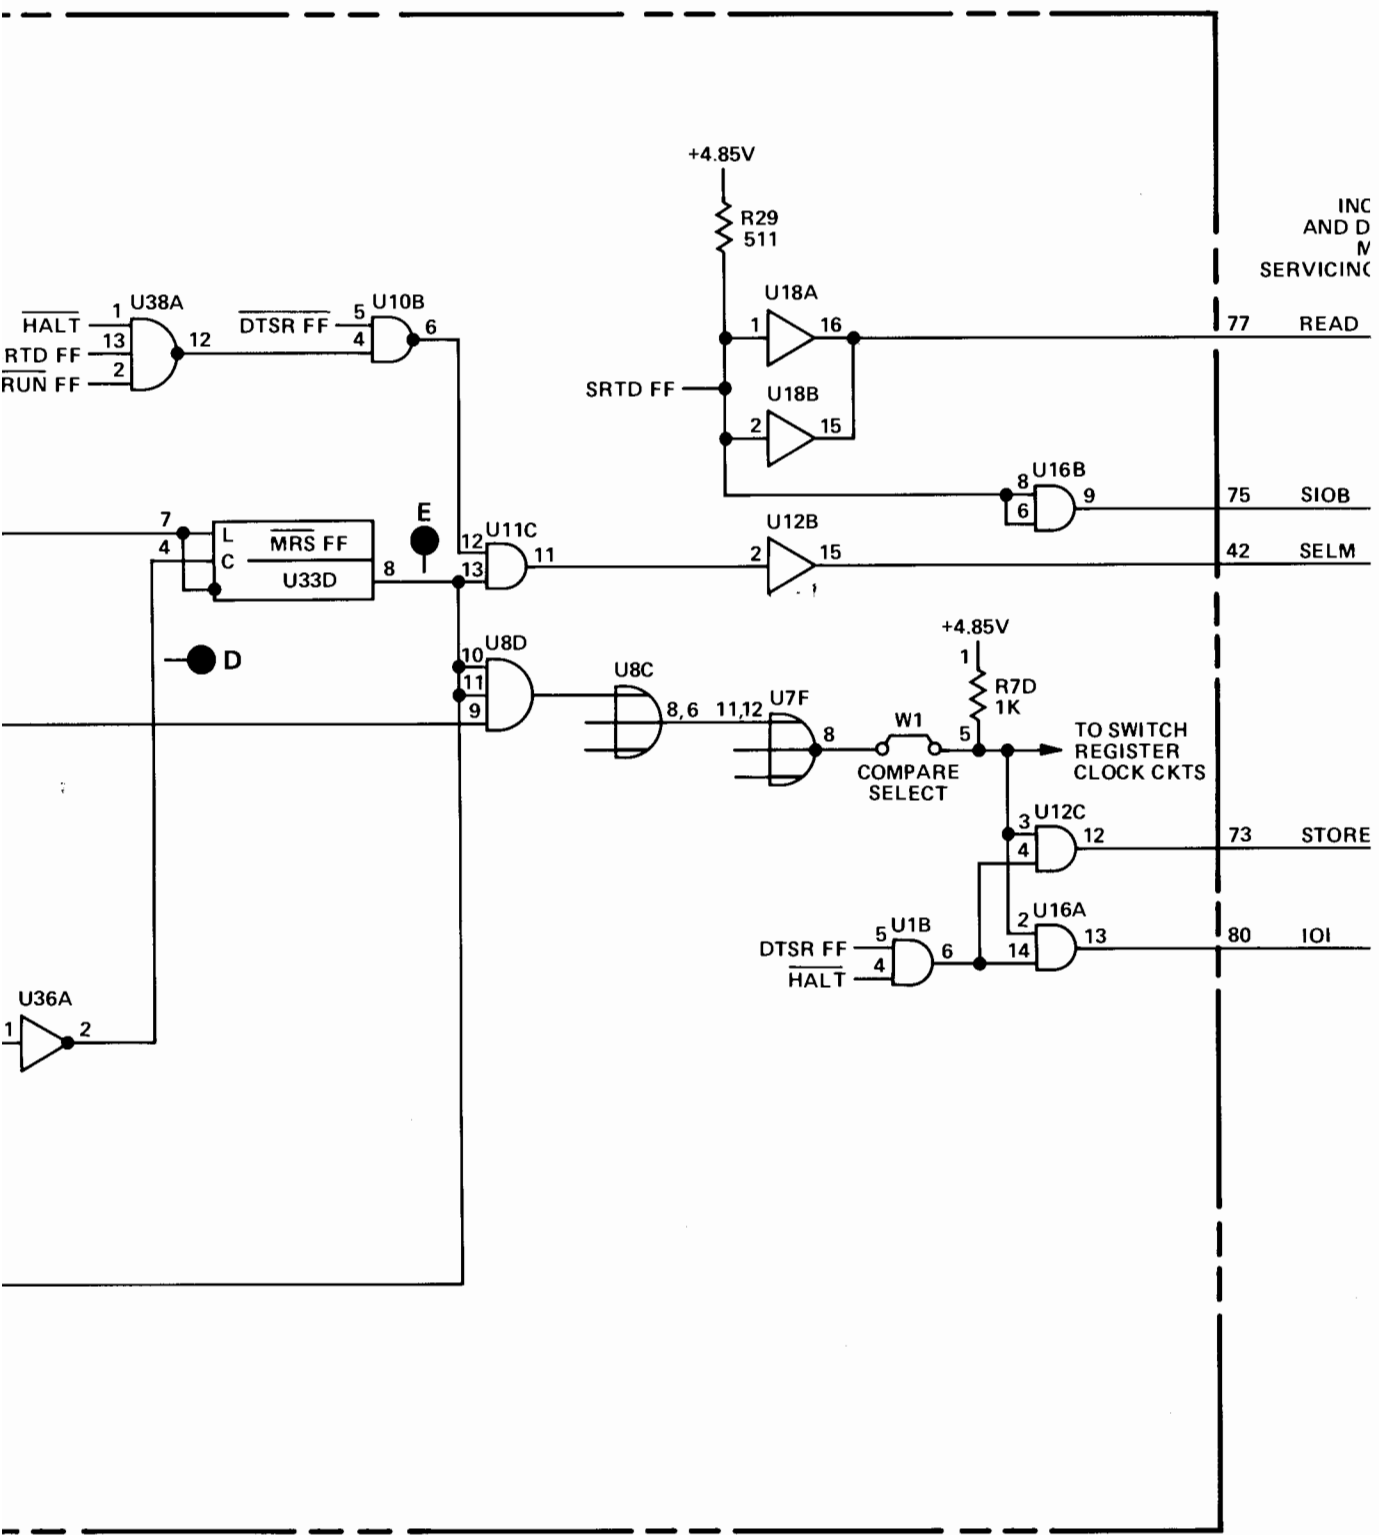 +4.85V
R29
511
INC
AND D
M
SERVICING
U18A
1 16
77 READ
U38A
HALT 1
RTD FF 13
RUN FF 2
12
U10B
DTSR FF 5
4
6
SRTD FF
U18B
2 15
U16B
8
6
9
75 SIOB
E
7
4
L
C
MRS FF
U33D
8
U11C
12
13
11
U12B
2 15
42 SELM
D
U8D
10
11
9
U8C
8,6 11,12
U7F
8
W1
COMPARE
SELECT
+4.85V
1
R7D
1K
5
TO SWITCH
REGISTER
CLOCK CKTS
U12C
3
4
12
73 STORE
U16A
2
14
13
80 IOI
U1B
DTSR FF 5
HALT 4
6
U36A
1 2